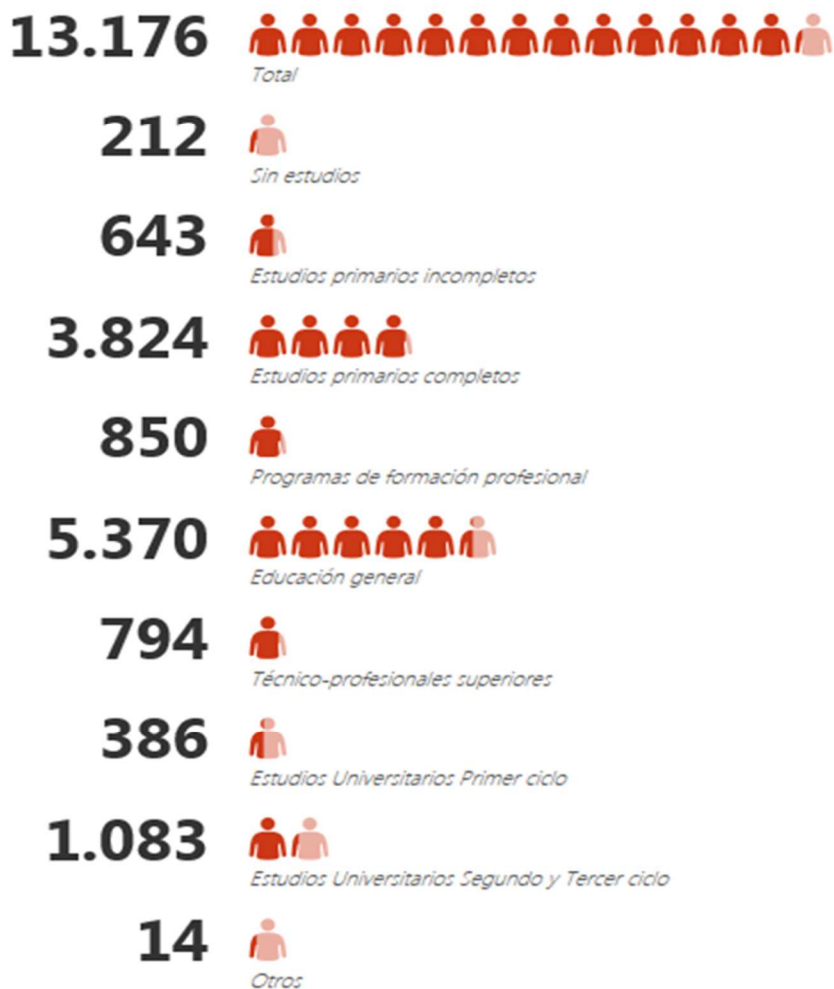 13.176
Total
212
Sin estudios
643
Estudios primarios incompletos
3.824
Estudios primarios completos
850
Programas de formación profesional
5.370
Educación general
794
Técnico-profesionales superiores
386
Estudios Universitarios Primer ciclo
1.083
Estudios Universitarios Segundo y Tercer ciclo
14
Otros